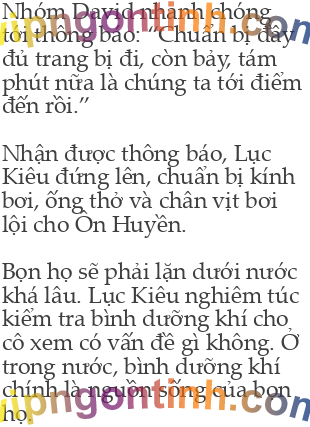 Nhóm David nhanh chóng
tới thông báo: “Chuẩn bị đầy
đủ trang bị đi, còn bảy, tám
phút nữa là chúng ta tới điểm
đến rồi.”
Nhận được thông báo, Lục
Kiêu đứng lên, chuẩn bị kính
bơi, ống thở và chân vịt bơi
lội cho Ôn Huyền.
Bọn họ sẽ phải lặn dưới nước
khá lâu. Lục Kiêu nghiêm túc
kiểm tra bình dưỡng khí cho
cô xem có vấn đề gì không. Ở
trong nước, bình dưỡng khí
chính là nguồn sống của bọn
họ.
vipngontinh.com